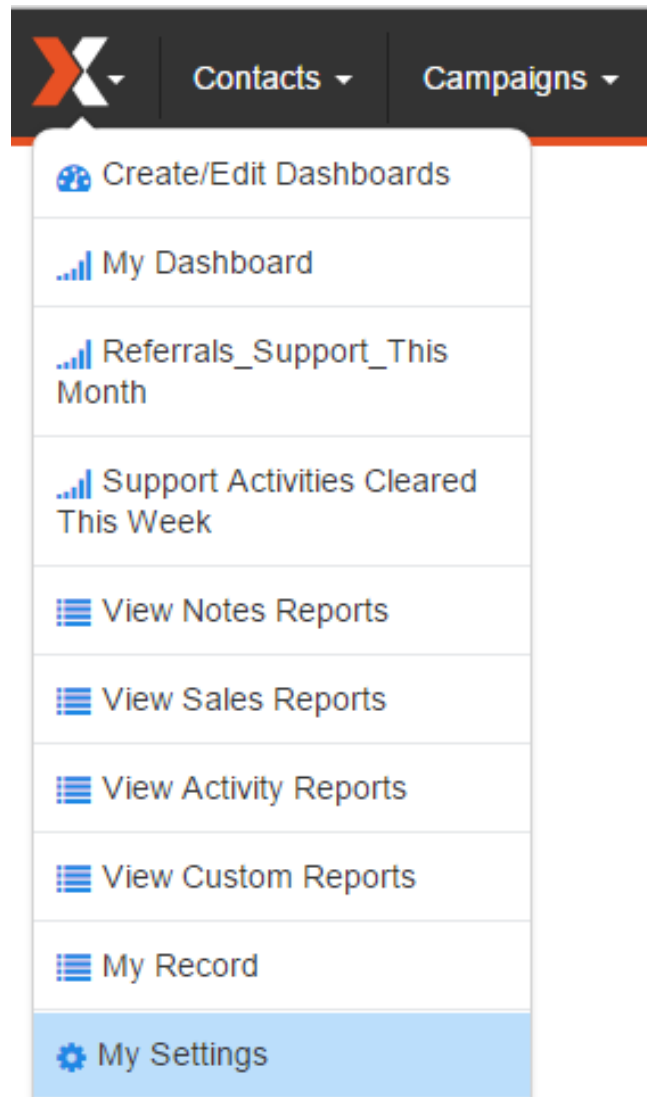 Contacts
Campaigns
Create/Edit Dashboards
My Dashboard
Referrals_Support_This
Month
Support Activities Cleared
This Week
View Notes Reports
View Sales Reports
View Activity Reports
View Custom Reports
My Record
My Settings